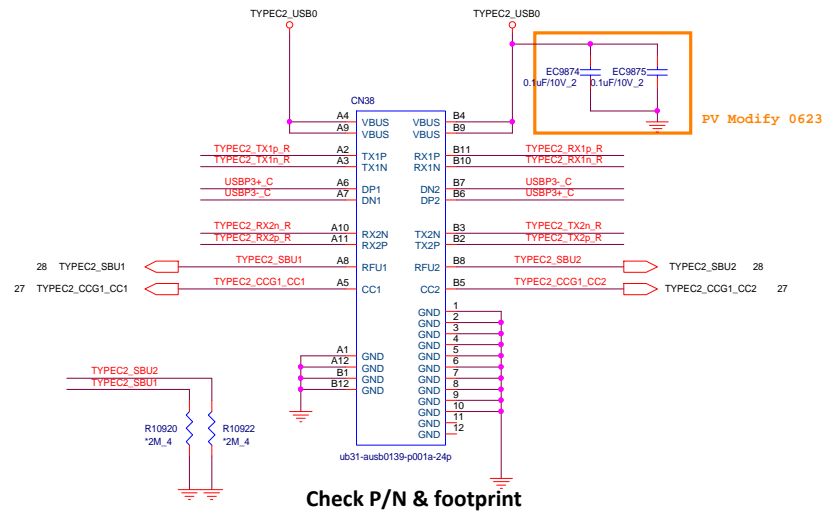 TYPEC2_USB0
TYPEC2_USB0
EC9874
0.1uF/10V_2
EC9875
0.1uF/10V_2
PV Modify 0623
CN38
A4 VBUS VBUS B4
A9 VBUS VBUS B9
TYPEC2_TX1p_R A2 TX1P RX1P B11 TYPEC2_RX1p_R
TYPEC2_TX1n_R A3 TX1N RX1N B10 TYPEC2_RX1n_R
USBP3+_C A6 DP1 DN2 B7 USBP3-_C
USBP3-_C A7 DN1 DP2 B6 USBP3+_C
TYPEC2_RX2n_R A10 RX2N TX2N B3 TYPEC2_TX2n_R
TYPEC2_RX2p_R A11 RX2P TX2P B2 TYPEC2_TX2p_R
28 TYPEC2_SBU1 TYPEC2_SBU1 A8 RFU1 RFU2 B8 TYPEC2_SBU2 TYPEC2_SBU2 28
27 TYPEC2_CCG1_CC1 TYPEC2_CCG1_CC1 A5 CC1 CC2 B5 TYPEC2_CCG1_CC2 TYPEC2_CCG1_CC2 27
GND 1
GND 2
GND 3
GND 4
GND 5
GND 6
GND 7
GND 8
GND 9
GND 10
GND 11
GND 12
A1 GND
A12 GND
B1 GND
B12 GND
TYPEC2_SBU2
TYPEC2_SBU1
R10920
*2M_4
R10922
*2M_4
ub31-ausb0139-p001a-24p
Check P/N & footprint